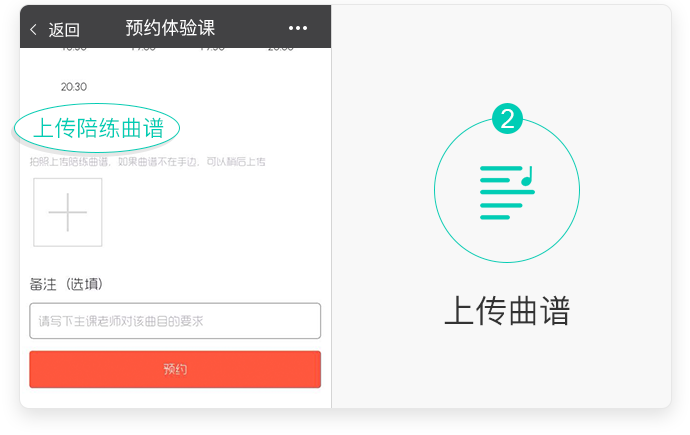 返回
预约体验课
20:30
上传陪练曲谱
拍照上传陪练曲谱，如果曲谱不在手边，可以稍后上传
备注（选填）
请写下主课老师对该曲目的要求
预约
2
上传曲谱